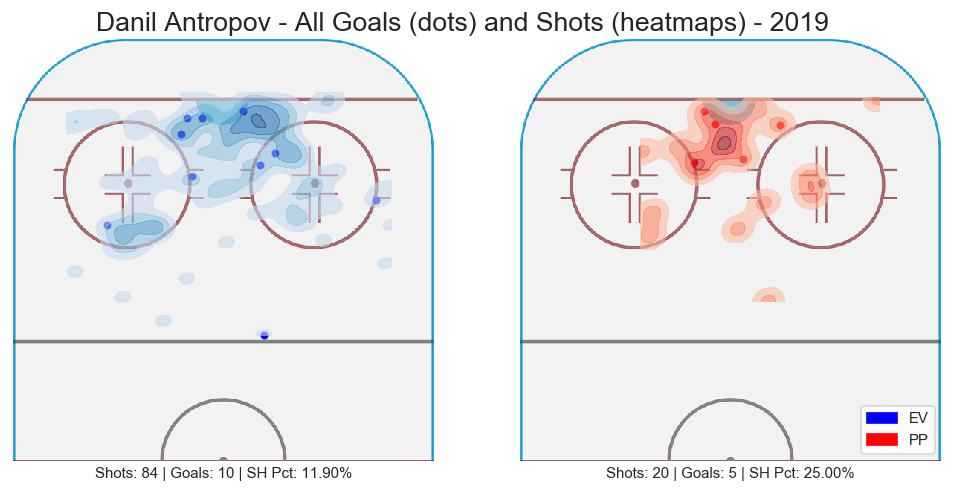 Danil Antropov - All Goals (dots) and Shots (heatmaps) - 2019
EV
PP
Shots: 84 | Goals: 10 | SH Pct: 11.90%
Shots: 20 | Goals: 5 | SH Pct: 25.00%